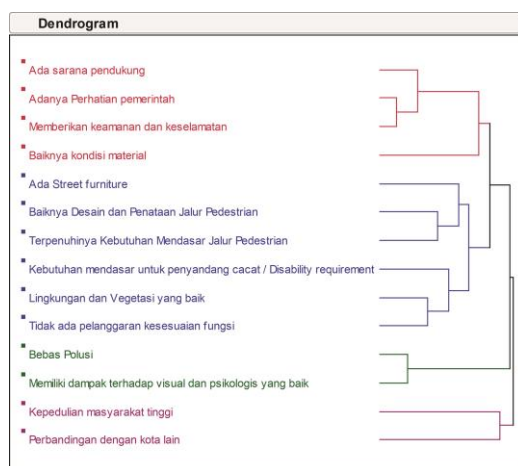 Dendrogram
Ada sarana pendukung
Adanya Perhatian pemerintah
Memberikan keamanan dan keselamatan
Baiknya kondisi material
Ada Street furniture
Baiknya Desain dan Penataan Jalur Pedestrian
Terpenuhinya Kebutuhan Mendasar Jalur Pedestrian
Kebutuhan mendasar untuk penyandang cacat / Disability requirement
Lingkungan dan Vegetasi yang baik
Tidak ada pelanggaran kesesuaian fungsi
Bebas Polusi
Memiliki dampak terhadap visual dan psikologis yang baik
Kepedulian masyarakat tinggi
Perbandingan dengan kota lain